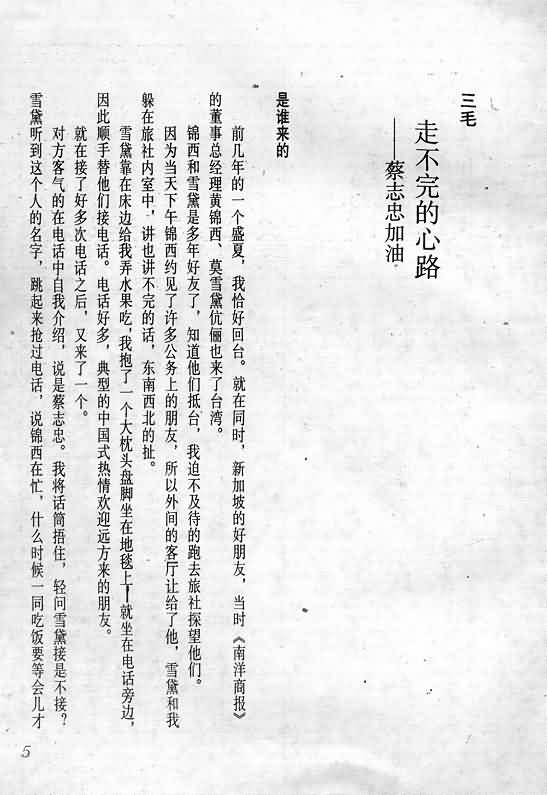 三毛
走不完的心路
——蔡志忠加油
是谁来的
前几年的一个盛夏，我恰好回台。就在同时，新加坡的好朋友，当时《南洋商报》
的董事总经理黄锦西、莫雪黛伉俪也来了台湾。
锦西和雪黛是多年好友了，知道他们抵台，我迫不及待的跑去旅社探望他们。
因为当天下午锦西约见了许多公务上的朋友，所以外间的客厅让给了他，雪黛和我
躲在旅社内室中，讲也讲不完的话，东南西北的扯。
雪黛靠在床边给我弄水果吃，我抱了一个大枕头盘脚坐在地毯上——就坐在电话旁边，
因此顺手替他们接电话。电话好多，典型的中国式热情欢迎远方来的朋友。
就在接了好多次电话之后，又来了一个。
对方客气的在电话中自我介绍，说是蔡志忠。我将话筒捂住，轻问雪黛接是不接？
雪黛听到这个人的名字，跳起来抢过电话，说锦西在忙，什么时候一同吃饭要等会儿才
5